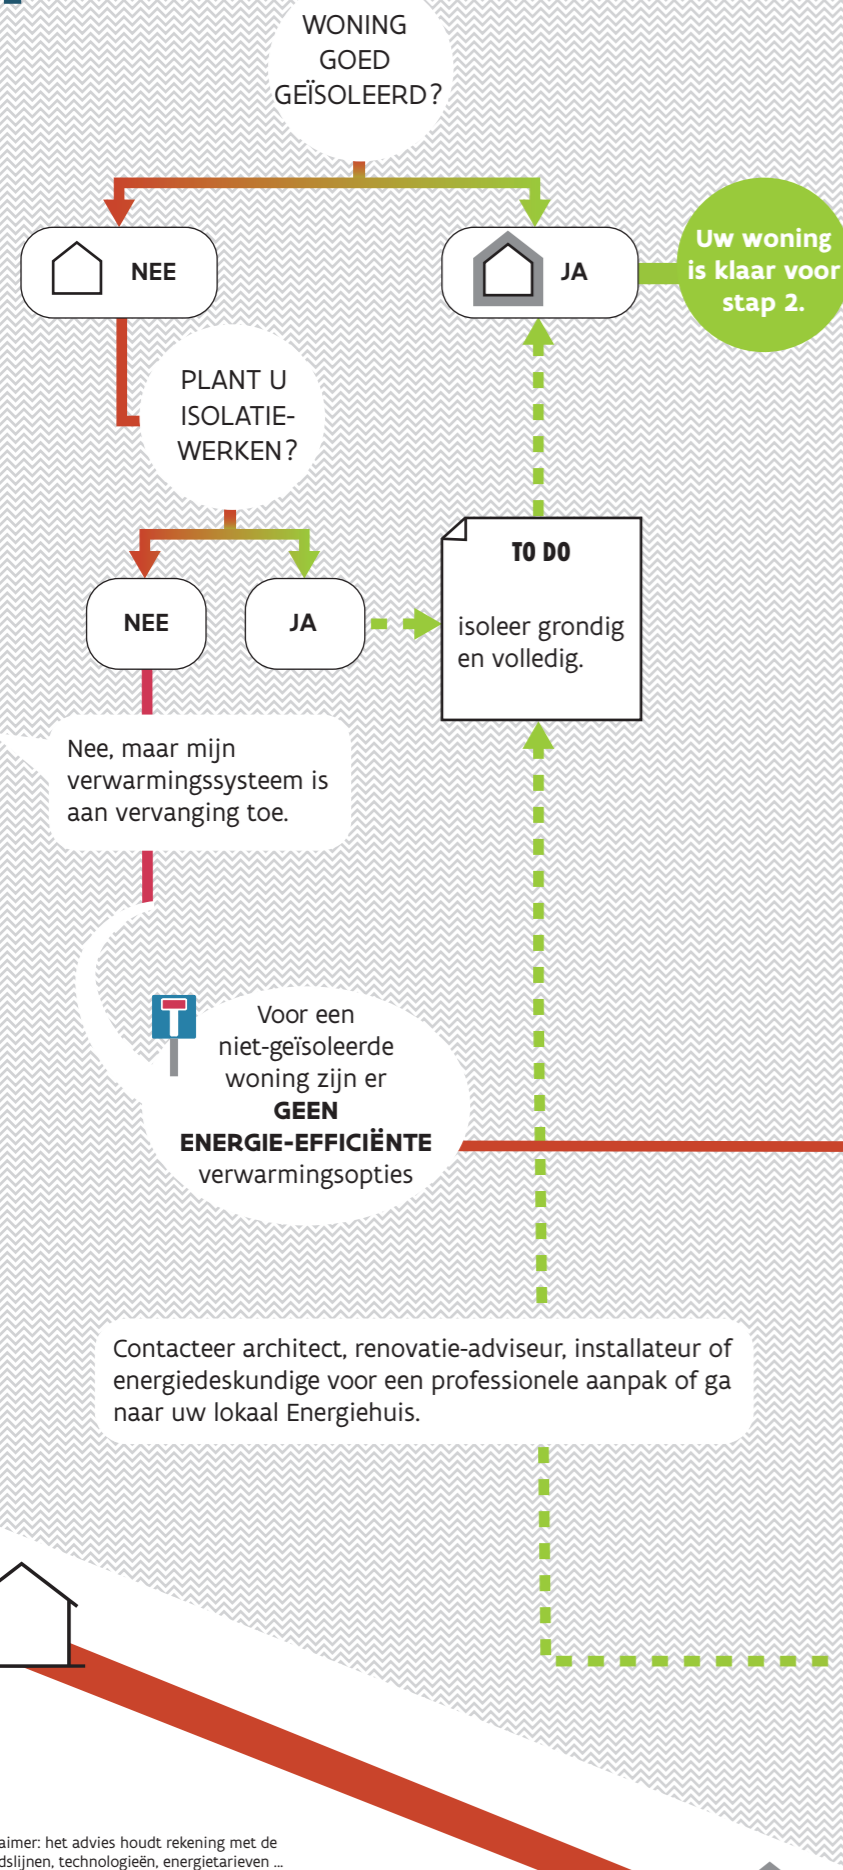 WONING
GOED
GEÏSOLEERD?
NEE
JA
Uw woning
is klaar voor
stap 2.
PLANT U
ISOLATIE-
WERKEN?
NEE
JA
TO DO
isoleer grondig
en volledig.
Nee, maar mijn
verwarmingssysteem is
aan vervanging toe.
Voor een
niet-geïsoleerde
woning zijn er
GEEN
ENERGIE-EFFICIËNTE
verwarmingsopties
Contacteer architect, renovatie-adviseur, installateur of
energiedeskundige voor een professionele aanpak of ga
naar uw lokaal Energiehuis.
aimer: het advies houdt rekening met de
dslijnen, technologieën, energietarieven ...